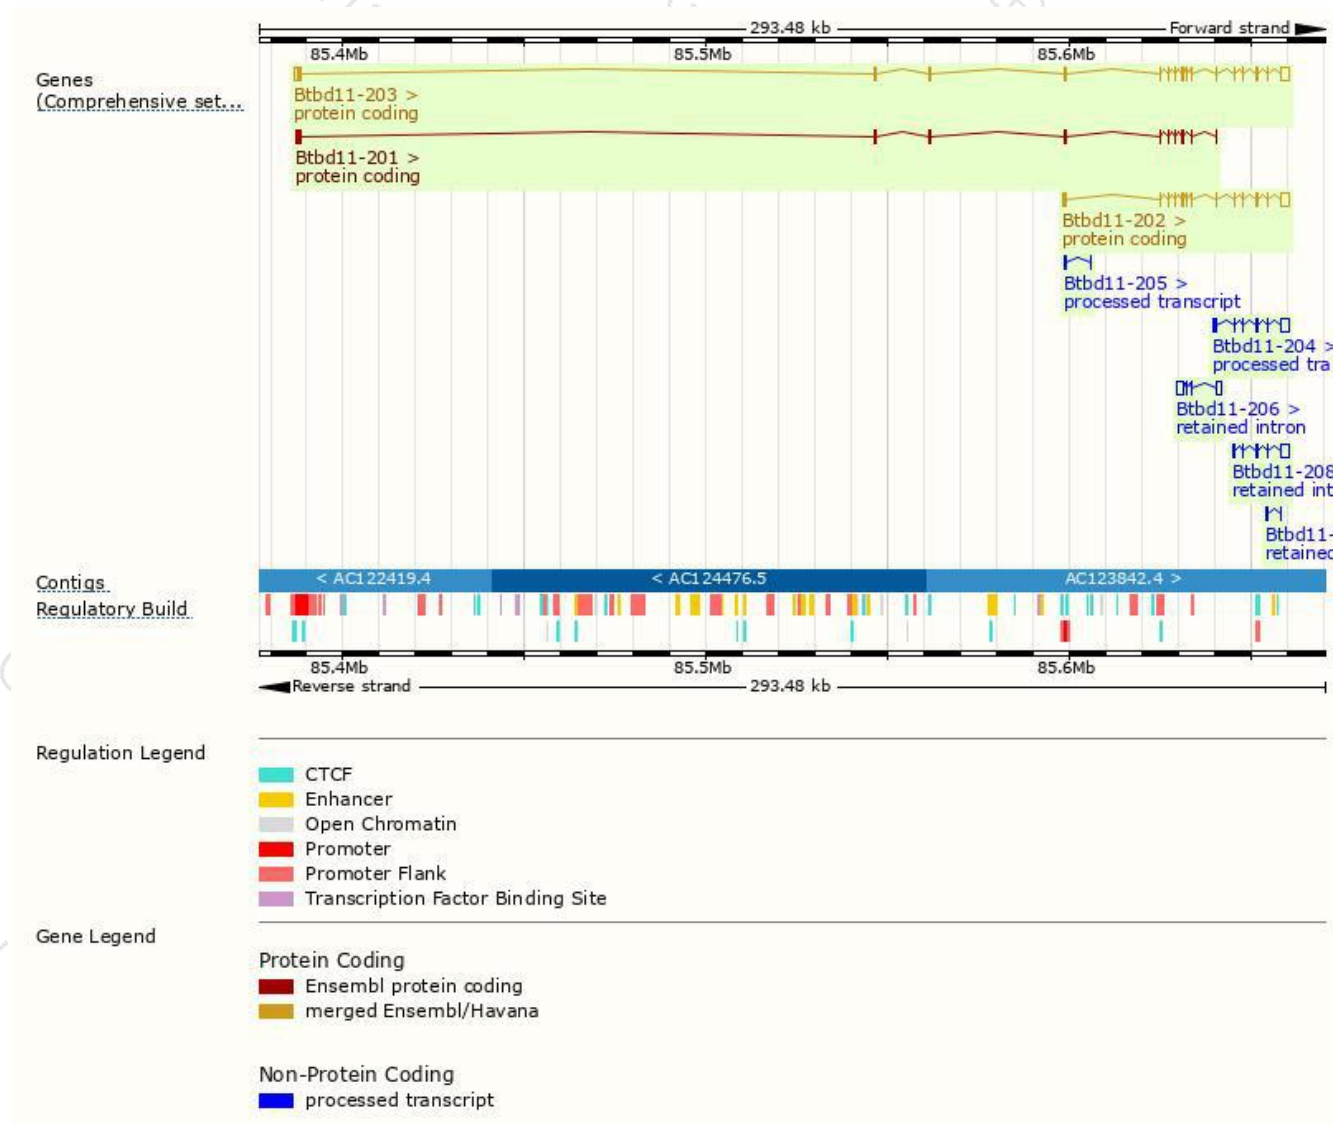 293.48 kb
Forward strand
85.4Mb 85.5Mb 85.6Mb
Genes
(Comprehensive set...
Btbd11-203 >
protein coding
Btbd11-201 >
protein coding
Btbd11-202 >
protein coding
Btbd11-205 >
processed transcript
Btbd11-204 >
processed tra
Btbd11-206 >
retained intron
Btbd11-208
retained int
Btbd11-
retained
Contigs
< AC122419.4 < AC124476.5 AC123842.4 >
Regulatory Build
85.4Mb 85.5Mb 85.6Mb
Reverse strand 293.48 kb
Regulation Legend
CTCF
Enhancer
Open Chromatin
Promoter
Promoter Flank
Transcription Factor Binding Site
Gene Legend
Protein Coding
Ensembl protein coding
merged Ensembl/Havana
Non-Protein Coding
processed transcript